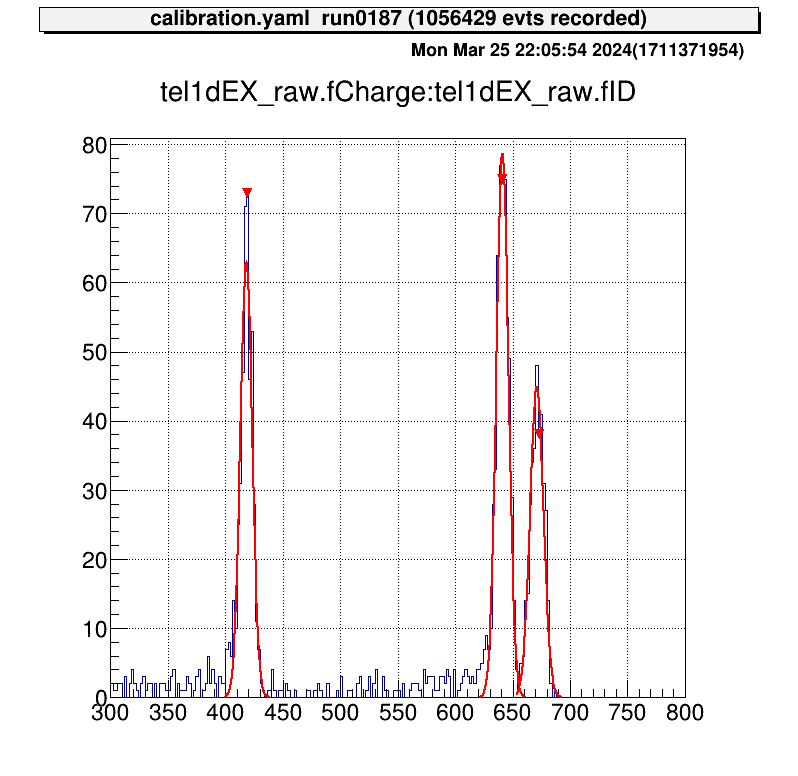 calibration.yaml run0187 (1056429 evts recorded)
Mon Mar 25 22:05:54 2024(1711371954)
tel1dEX_raw.fCharge:tel1dEX_raw.fID
80
70
60
50
40
30
20
10
0
300 350 400 450 500 550 600 650 700 750 800